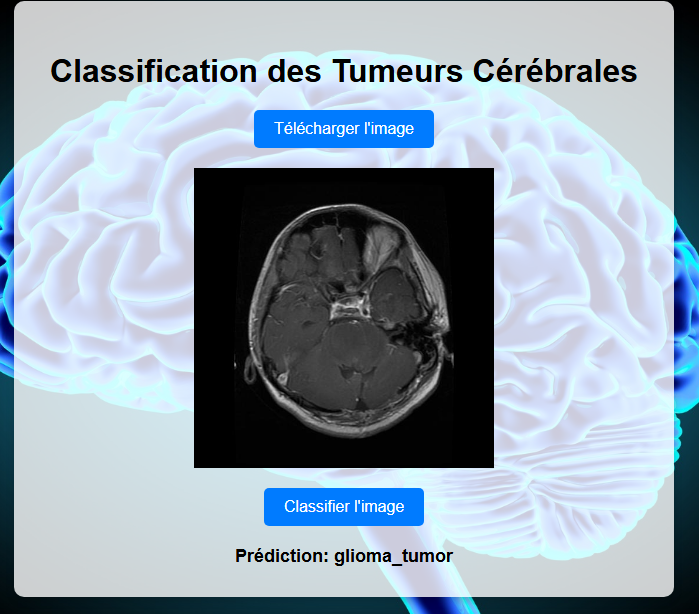 Classification des Tumeurs Cérébrales
Télécharger l'image
Classifier l'image
Prédiction: glioma_tumor